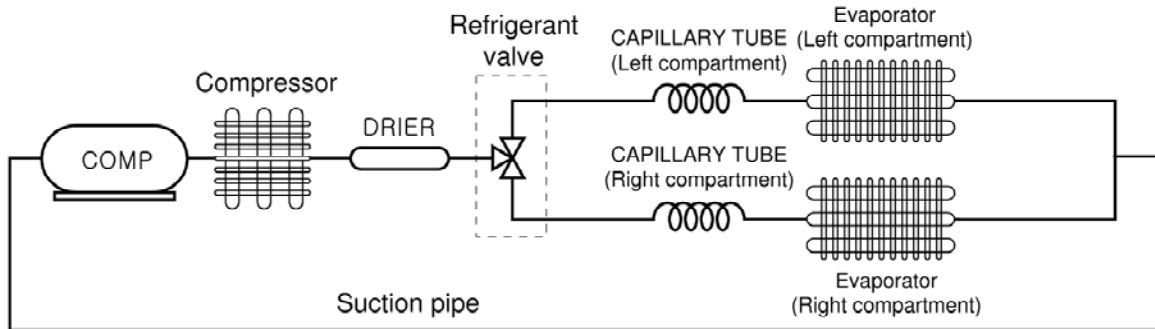 Refrigerant
valve
CAPILLARY TUBE
(Left compartment)
Evaporator
(Left compartment)
Compressor
DRIER
COMP
CAPILLARY TUBE
(Right compartment)
Evaporator
(Right compartment)
Suction pipe